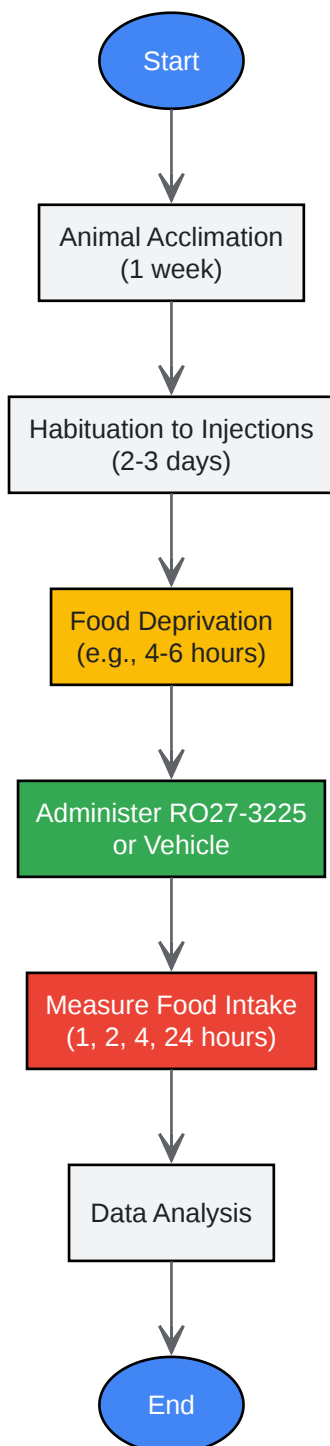 Start
Animal Acclimation
(1 week)
Habituation to Injections
(2-3 days)
Food Deprivation
(e.g., 4-6 hours)
Administer RO27-3225
or Vehicle
Measure Food Intake
(1, 2, 4, 24 hours)
Data Analysis
End